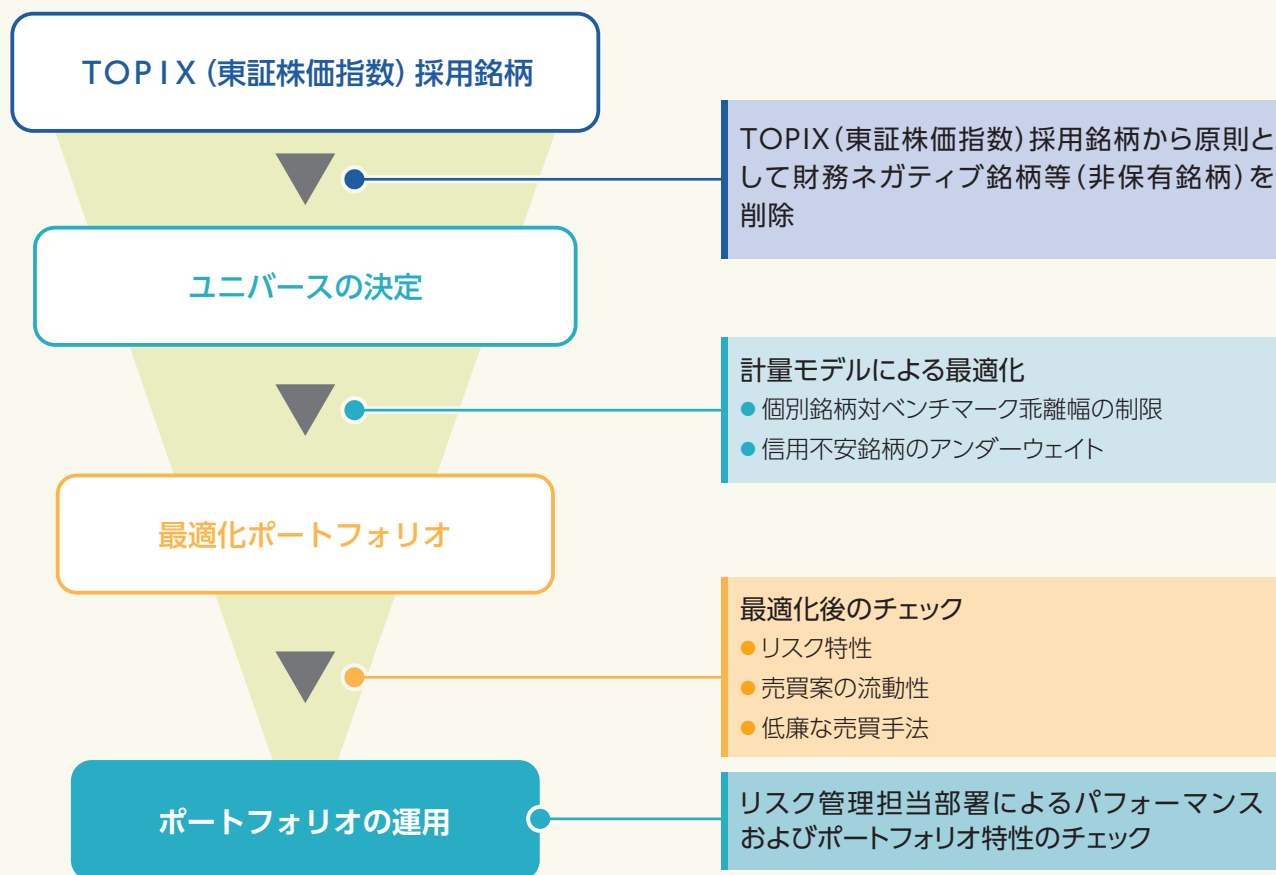 TOPIX(東証株価指数)採用銘柄
TOPIX(東証株価指数)採用銘柄から原則と
して財務ネガティブ銘柄等(非保有銘柄)を
削除
ユニバースの決定
計量モデルによる最適化
● 個別銘柄対ベンチマーク乖離幅の制限
● 信用不安銘柄のアンダーウェイト
最適化ポートフォリオ
最適化後のチェック
● リスク特性
● 売買案の流動性
● 低廉な売買手法
ポートフォリオの運用
リスク管理担当部署によるパフォーマンス
およびポートフォリオ特性のチェック